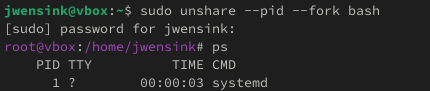 jwensink@vbox:~$ sudo unshare --pid --fork bash
[sudo] password for jwensink:
root@vbox:/home/jwensink# ps
    PID TTY          TIME CMD
      1 ?        00:00:03 systemd